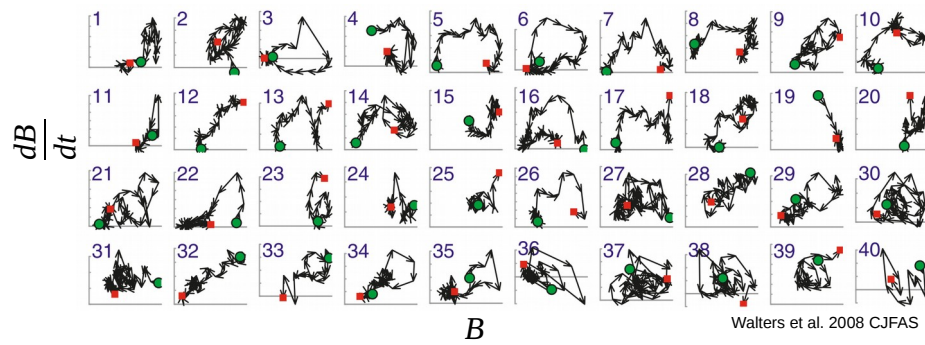 1 2 3 4 5 6 7 8 9 10
11 12 13 14 15 16 17 18 19 20
dB
dt
21 22 23 24 25 26 27 28 29 30
31 32 33 34 35 36 37 38 39 40
B
Walters et al. 2008 CJFAS